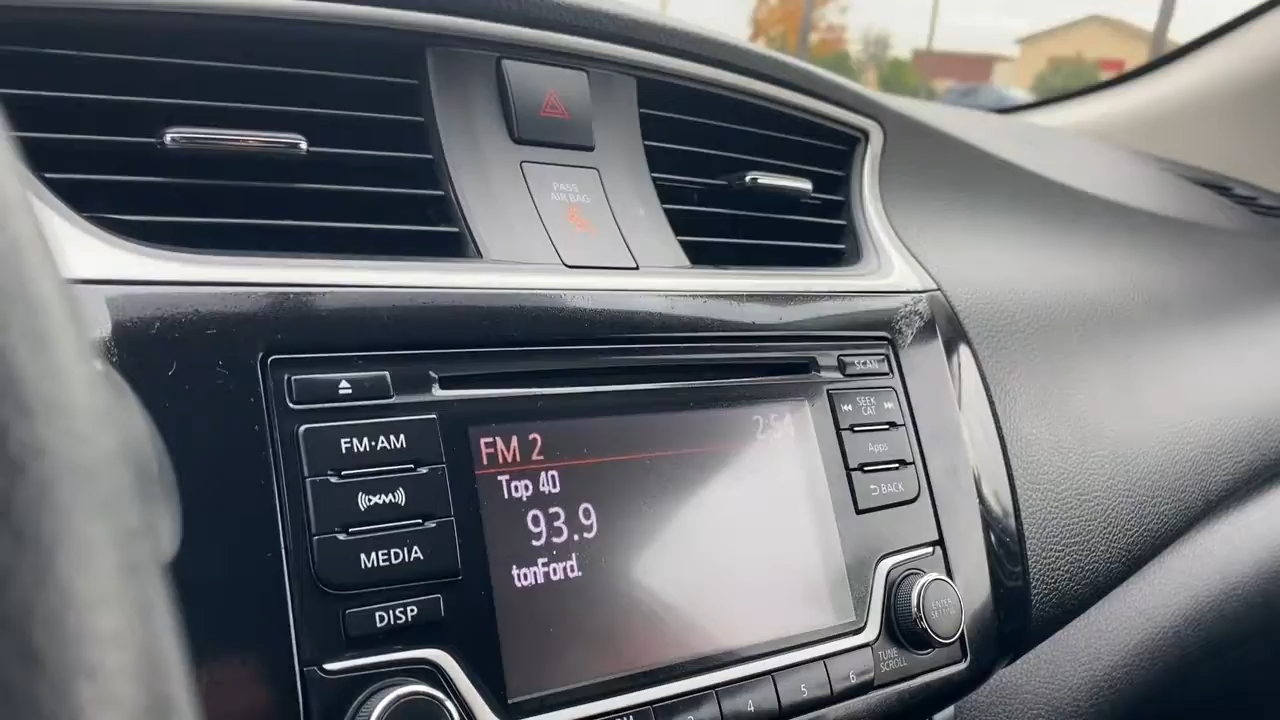 PASS
AIR BAG
SCAN
FM·AM
SEEK
CAT
FM 2
2:54
Apps
XM
Top 40
BACK
93.9
MEDIA
tonFord.
DISP
ENTER
SETTING
TUNE
SCROLL
4
5
6